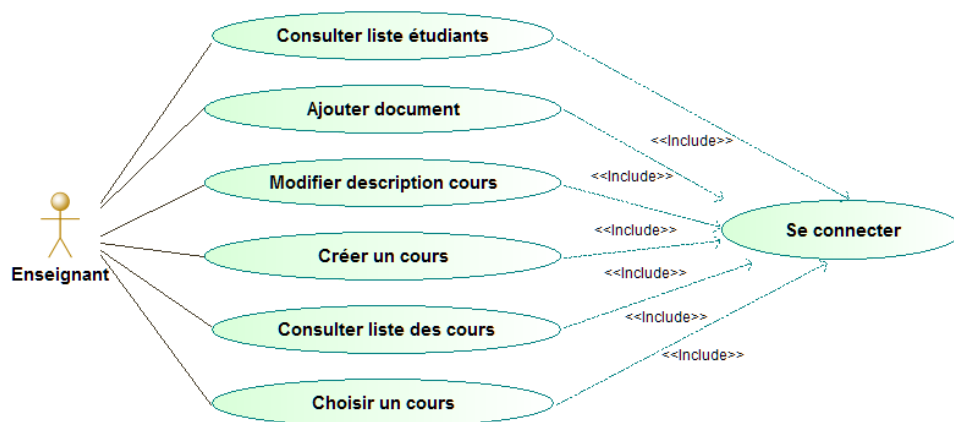 Consulter liste étudiants
Ajouter document
<<Include>>
Modifier description cours
<<Include>>
<<Include>>
Se connecter
Créer un cours
Enseignant
<<Include>>
<<Include>>
Consulter liste des cours
<<Include>>
Choisir un cours